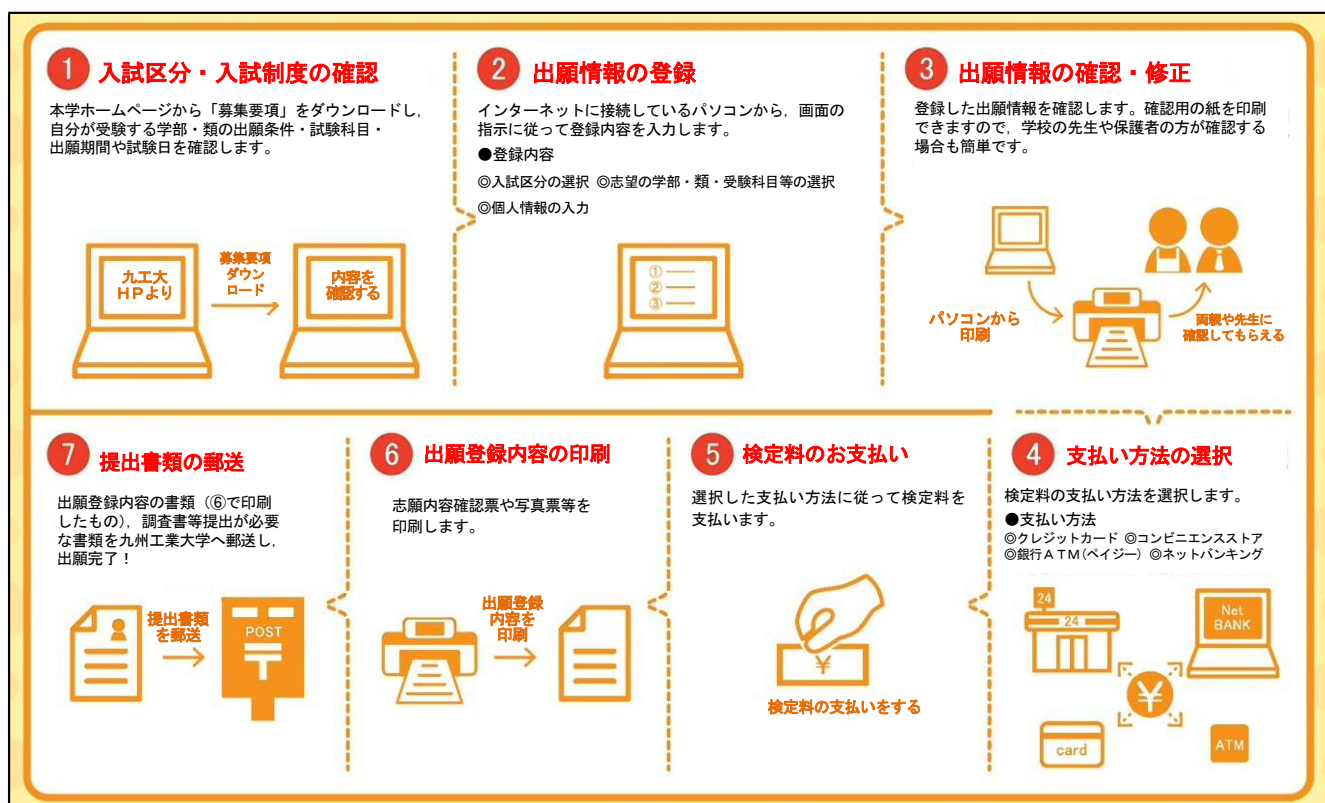 1 入試区分・入試制度の確認
本学ホームページから「募集要項」をダウンロードし，
自分が受験する学部・類の出願条件・試験科目・
出願期間や試験日を確認します。
九工大
ＨＰより
募集要項
ダウン
ロード
内容を
確認する
2 出願情報の登録
インターネットに接続しているパソコンから，画面の
指示に従って登録内容を入力します。
●登録内容
◎入試区分の選択 ◎志望の学部・類・受験科目等の選択
◎個人情報の入力
①
②
③
3 出願情報の確認・修正
登録した出願情報を確認します。確認用の紙を印刷
できますので，学校の先生や保護者の方が確認する
場合も簡単です。
パソコンから
印刷
両親や先生に
確認してもらえる
4 支払い方法の選択
検定料の支払い方法を選択します。
●支払い方法
◎クレジットカード ◎コンビニエンスストア
◎銀行ＡＴＭ(ペイジー) ◎ネットバンキング
24
24
Net
BANK
¥
card
ATM
5 検定料のお支払い
選択した支払い方法に従って検定料を
支払います。
¥
検定料の支払いをする
6 出願登録内容の印刷
志願内容確認票や写真票等を
印刷します。
出願登録
内容を
印刷
7 提出書類の郵送
出願登録内容の書類（⑥で印刷
したもの），調査書等提出が必要
な書類を九州工業大学へ郵送し，
出願完了！
提出書類
を郵送
POST
〒